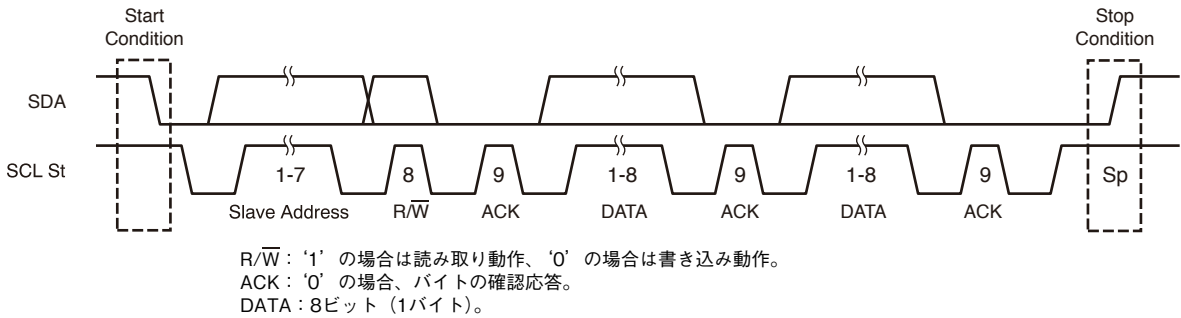 Start
Condition
Stop
Condition
SDA
SCL St
1-7
8
9
1-8
9
1-8
9
Sp
Slave Address
R/W̅
ACK
DATA
ACK
DATA
ACK
R/W̅：‘1’の場合は読み取り動作、‘0’の場合は書き込み動作。
ACK：‘0’の場合、バイトの確認応答。
DATA：8ビット（1バイト）。